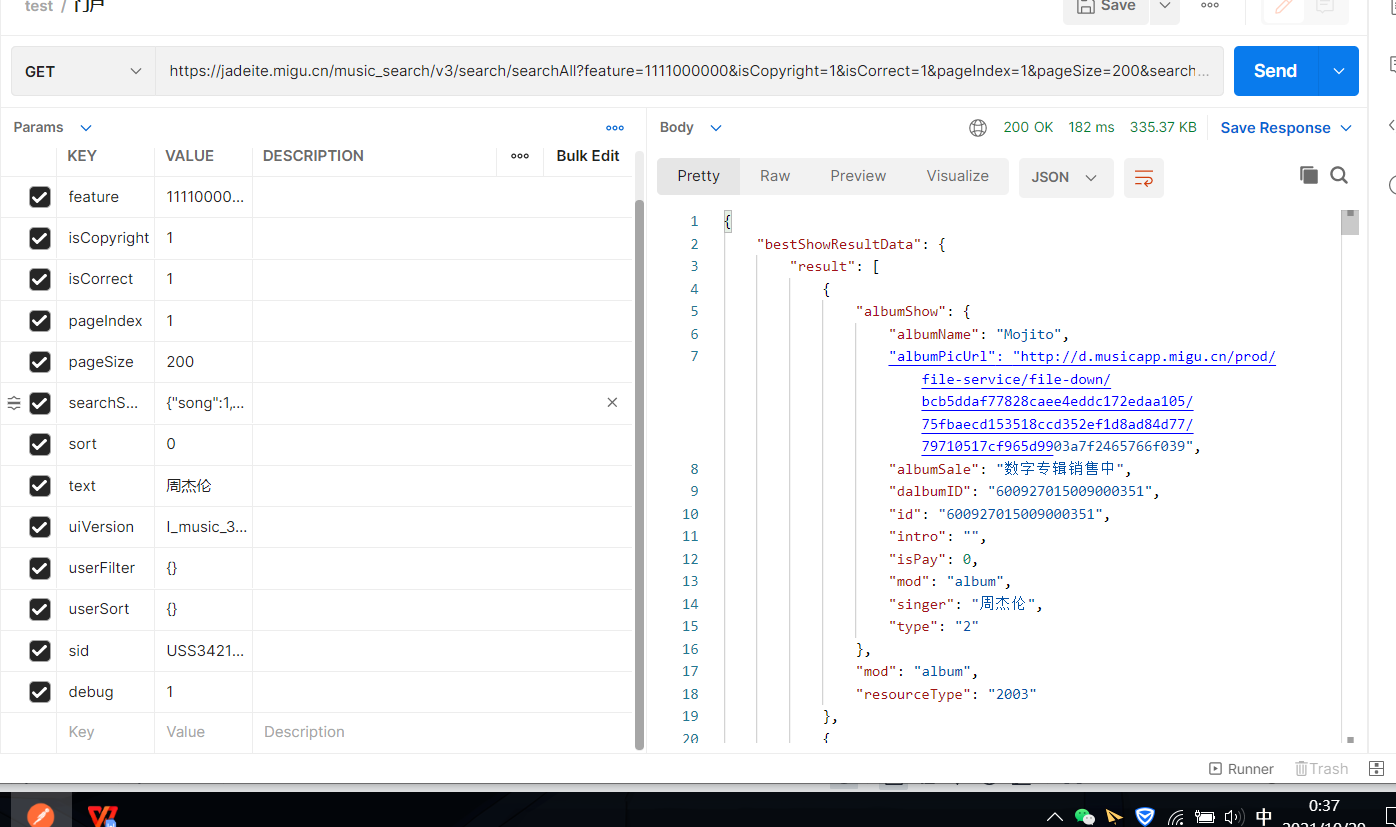 test / 门户
Save
GET
https://jadeite.migu.cn/music_search/v3/search/searchAll?feature=1111000000&isCopyright=1&isCorrect=1&pageIndex=1&pageSize=200&search...
Send
Params
KEY VALUE DESCRIPTION Bulk Edit
feature 11110000...
isCopyright 1
isCorrect 1
pageIndex 1
pageSize 200
searchS... {"song":1,...
sort 0
text 周杰伦
uiVersion I_music_3...
userFilter {}
userSort {}
sid USS3421...
debug 1
Key Value Description
Body
200 OK 182 ms 335.37 KB Save Response
Pretty Raw Preview Visualize JSON
1 {
2 "bestShowResultData": {
3 "result": [
4 {
5 "albumShow": {
6 "albumName": "Mojito",
7 "albumPicUrl": "http://d.musicapp.migu.cn/prod/
file-service/file-down/
bcb5ddaf77828caee4eddc172edaa105/
75fbaecd153518ccd352ef1d8ad84d77/
79710517cf965d9903a7f2465766f039",
8 "albumSale": "数字专辑销售中",
9 "dalbumID": "600927015009000351",
10 "id": "600927015009000351",
11 "intro": "",
12 "isPay": 0,
13 "mod": "album",
14 "singer": "周杰伦",
15 "type": "2"
16 },
17 "mod": "album",
18 "resourceType": "2003"
19 },
20 {
Runner Trash
中
0:37
2021/10/20